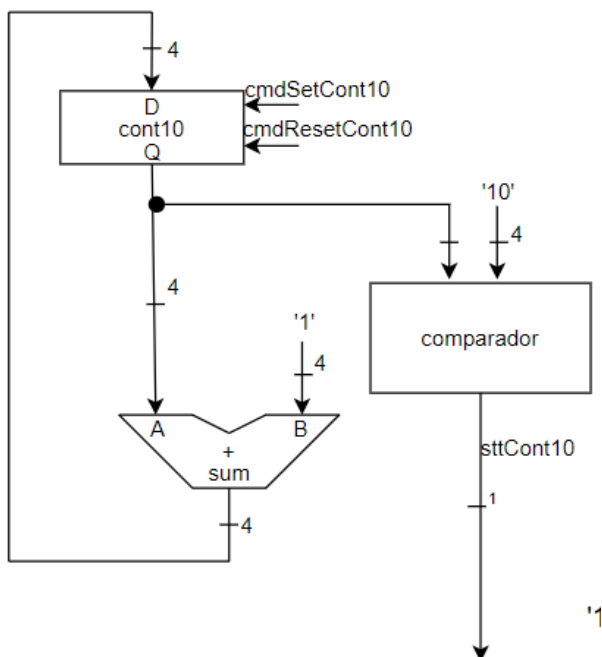 4
D
cont10
Q
cmdSetCont10
cmdResetCont10
'10'
4
4
'1'
4
comparador
A
B
+
sum
sttCont10
4
1
'1